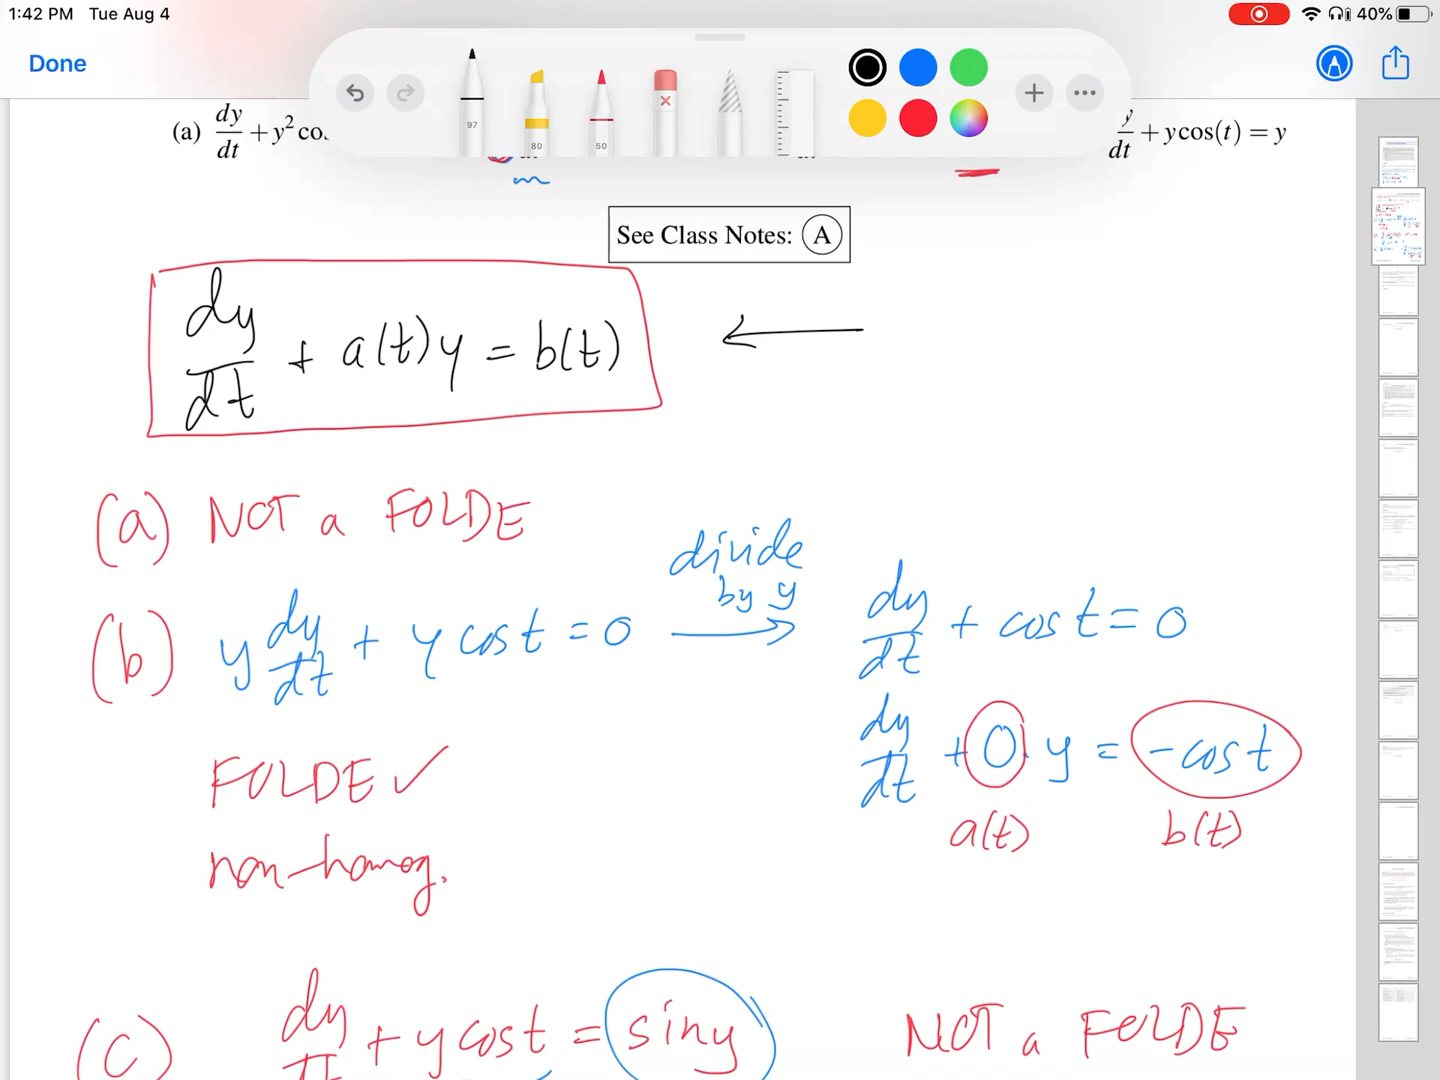 1:42 PM Tue Aug 4
40%
Done
97
80
50
(a) dy/dt + y² co
dt + y cos(t) = y
See Class Notes: A
dy/dt + a(t)y = b(t)
(a) NOT a FOLDE
divide
by y
(b) y dy/dt + y cos t = 0 → dy/dt + cos t = 0
dy/dt + 0 · y = -cos t
a(t) b(t)
FOLDE ✓
non-homog.
(c) dy/dt + y cos t = sin y NOT a FOLDE